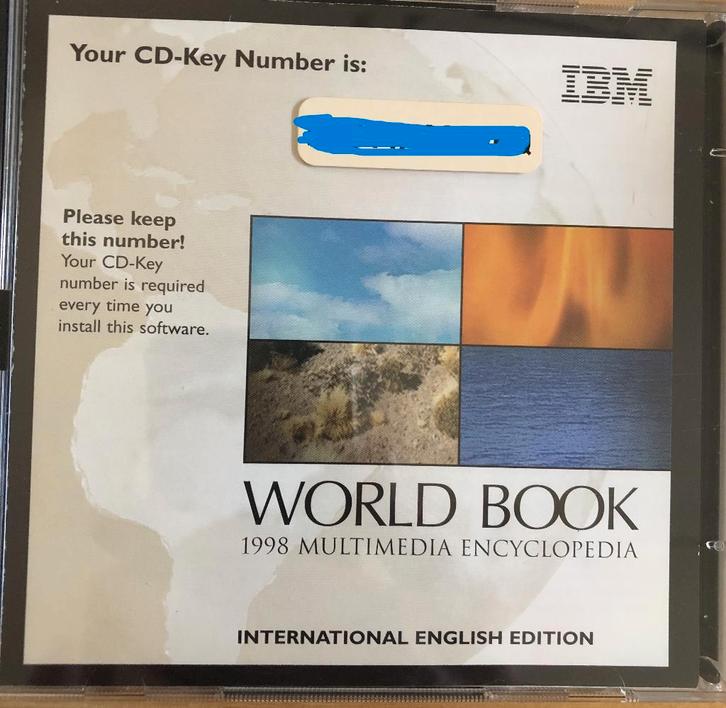 Your CD-Key Number is:
IBM
Please keep
this number!
Your CD-Key
number is required
every time you
install this software.
WORLD BOOK
1998 MULTIMEDIA ENCYCLOPEDIA
INTERNATIONAL ENGLISH EDITION